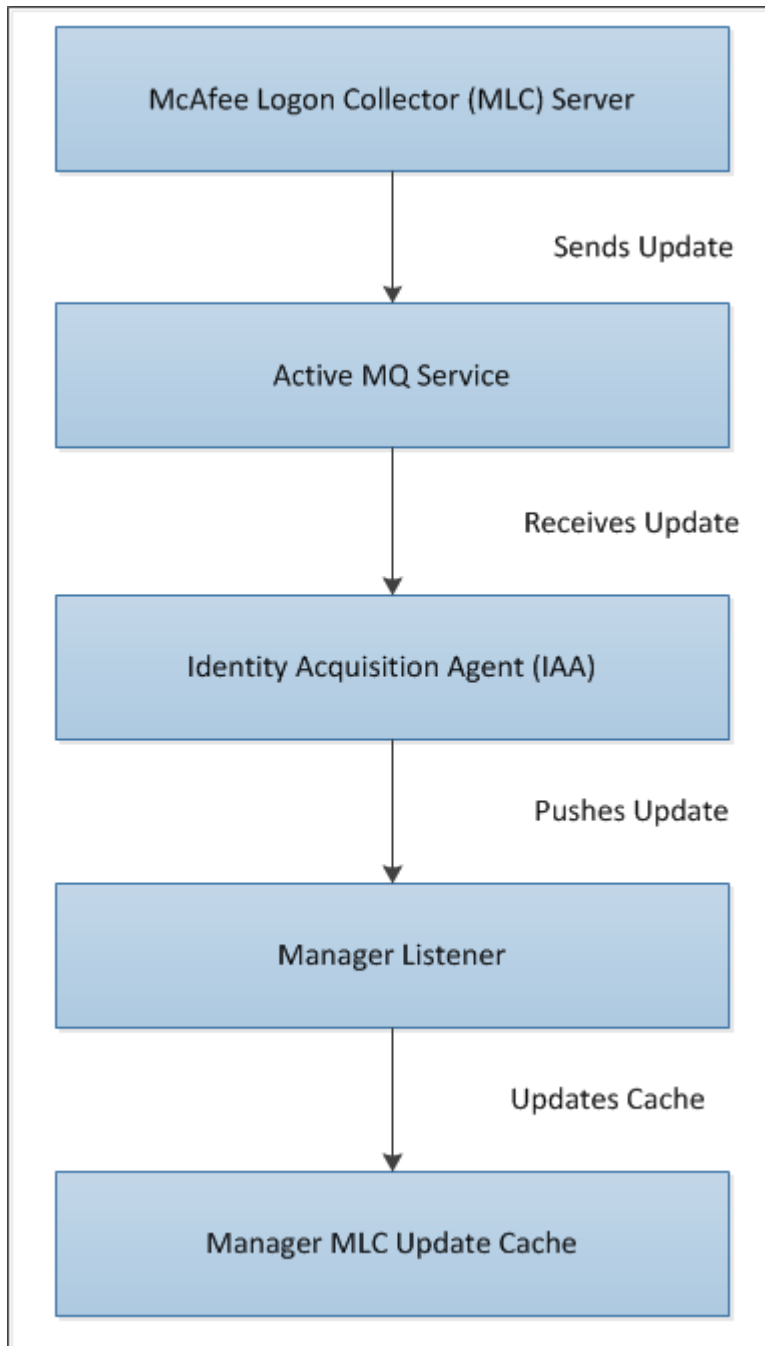 McAfee Logon Collector (MLC) Server
Sends Update
Active MQ Service
Receives Update
Identity Acquisition Agent (IAA)
Pushes Update
Manager Listener
Updates Cache
Manager MLC Update Cache